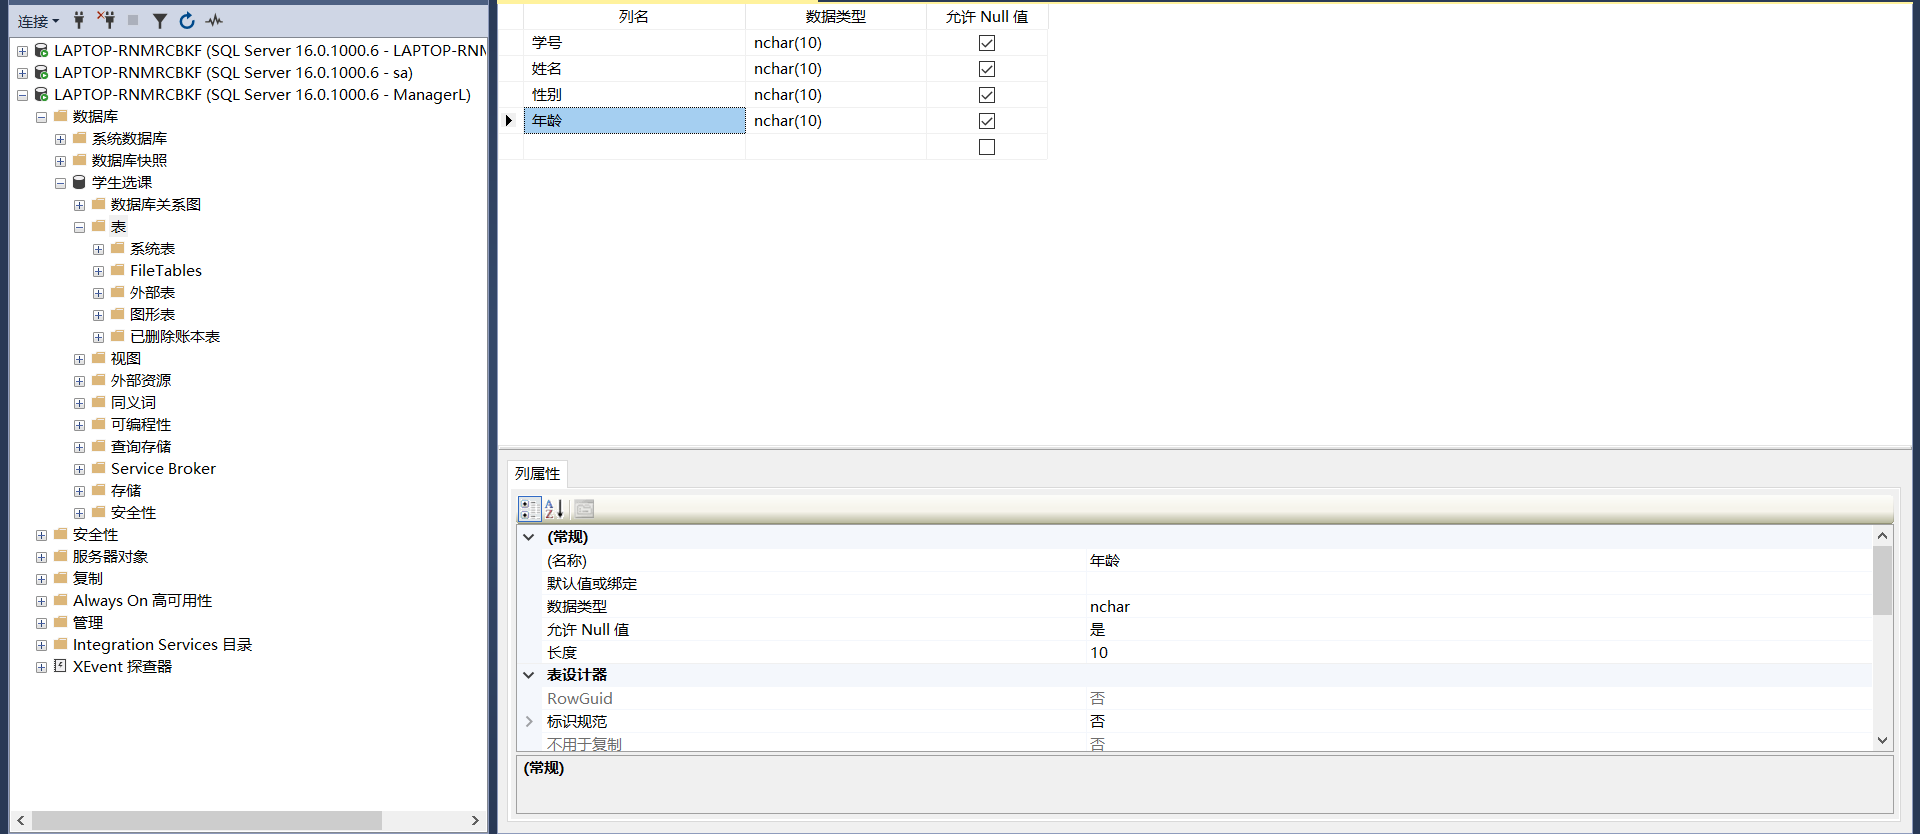 连接
LAPTOP-RNMRCBKF (SQL Server 16.0.1000.6 - LAPTOP-RNM
LAPTOP-RNMRCBKF (SQL Server 16.0.1000.6 - sa)
LAPTOP-RNMRCBKF (SQL Server 16.0.1000.6 - ManagerL)
数据库
系统数据库
数据库快照
学生选课
数据库关系图
表
系统表
FileTables
外部表
图形表
已删除账本表
视图
外部资源
同义词
可编程性
查询存储
Service Broker
存储
安全性
安全性
服务器对象
复制
Always On 高可用性
管理
Integration Services 目录
XEvent 探查器
列名 数据类型 允许 Null 值
学号 nchar(10)
姓名 nchar(10)
性别 nchar(10)
年龄 nchar(10)
列属性
(常规)
(名称) 年龄
默认值或绑定
数据类型 nchar
允许 Null 值 是
长度 10
表设计器
RowGuid 否
标识规范 否
不用于复制 否
(常规)